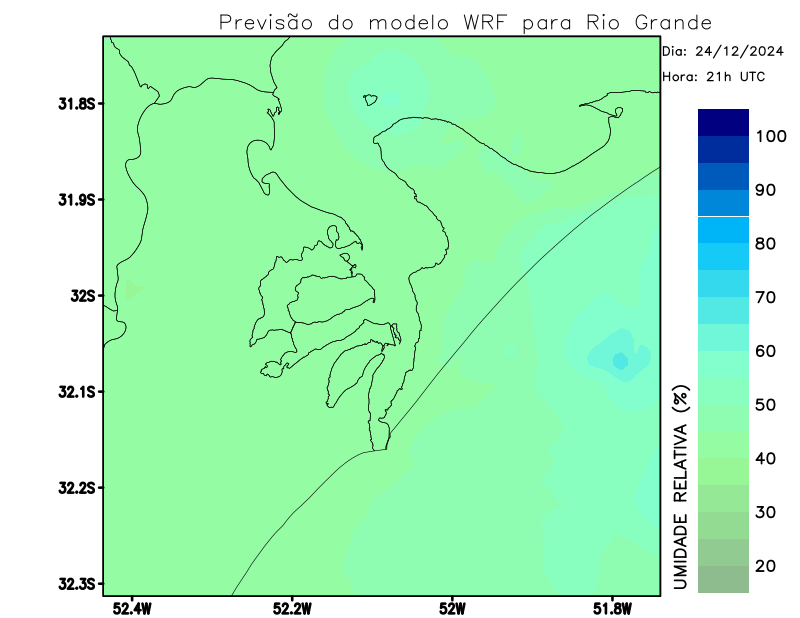 Previsão do modelo WRF para Rio Grande
Dia: 24/12/2024
Hora: 21h UTC
31.8S
31.9S
32S
32.1S
32.2S
32.3S
52.4W
52.2W
52W
51.8W
100
90
80
70
60
50
40
30
20
UMIDADE RELATIVA (%)